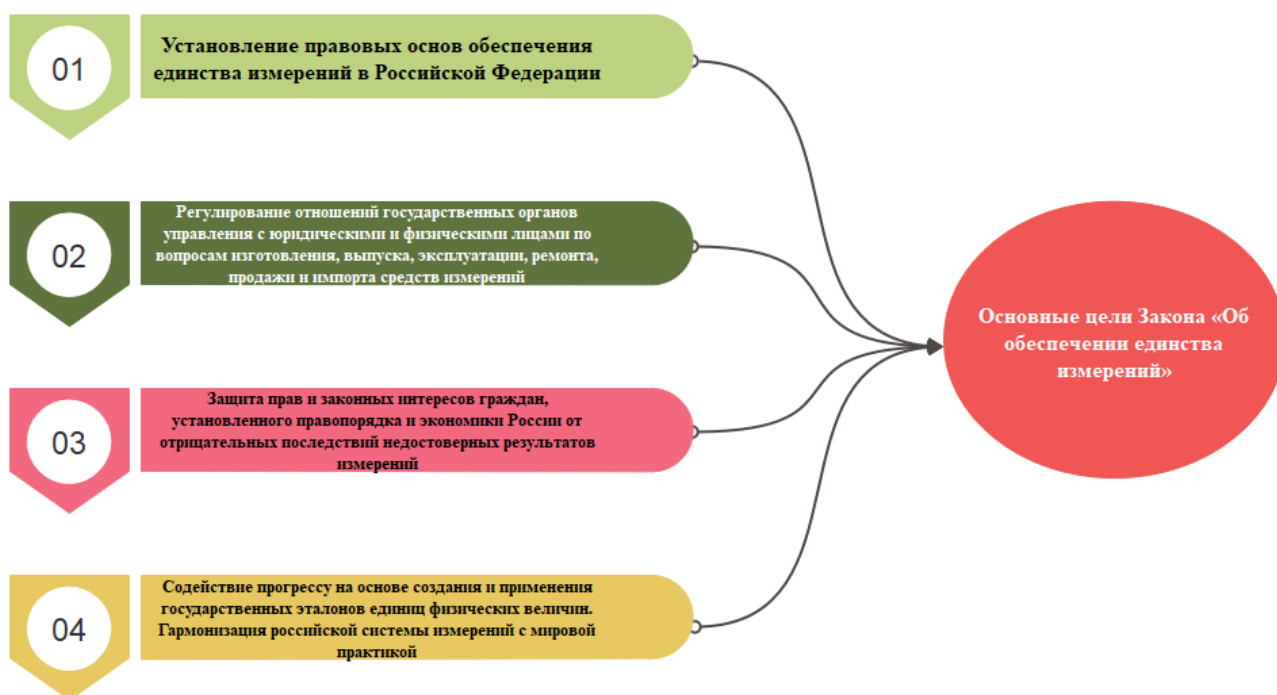 01
Установление правовых основ обеспечения
единства измерений в Российской Федерации
02
Регулирование отношений государственных органов
управления с юридическими и физическими лицами по
вопросам изготовления, выпуска, эксплуатации, ремонта,
продажи и импорта средств измерений
03
Защита прав и законных интересов граждан,
установленного правопорядка и экономики России от
отрицательных последствий недостоверных результатов
измерений
04
Содействие прогрессу на основе создания и применения
государственных эталонов единиц физических величин.
Гармонизация российской системы измерений с мировой
практикой
Основные цели Закона «Об
обеспечении единства
измерений»